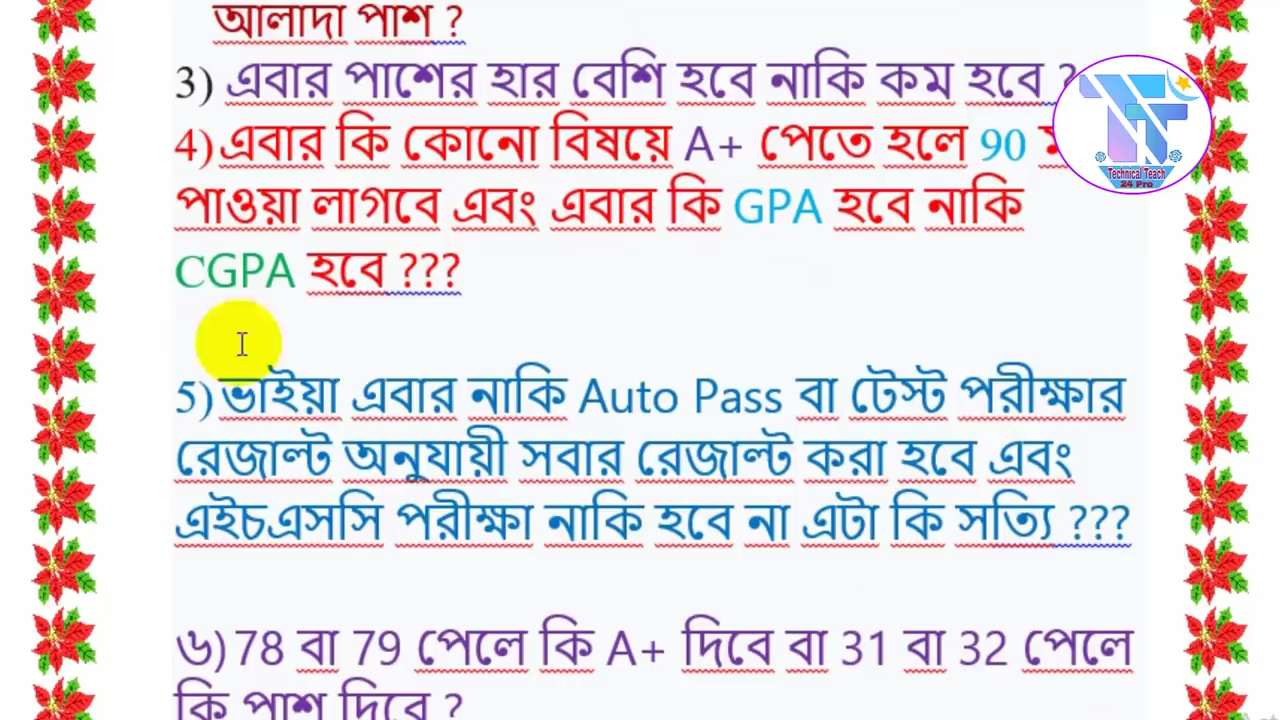 আলাদা পাশ ?
3) এবার পাশের হার বেশি হবে নাকি কম হবে ?
4)এবার কি কোনো বিষয়ে A+ পেতে হলে 90
পাওয়া লাগবে এবং এবার কি GPA হবে নাকি
CGPA হবে ???
5)ভাইয়া এবার নাকি Auto Pass বা টেস্ট পরীক্ষার
রেজাল্ট অনুযায়ী সবার রেজাল্ট করা হবে এবং
এইচএসসি পরীক্ষা নাকি হবে না এটা কি সত্যি ???
৬)78 বা 79 পেলে কি A+ দিবে বা 31 বা 32 পেলে
কি পাশ দিবে ?
Technical Teach
24 Pro